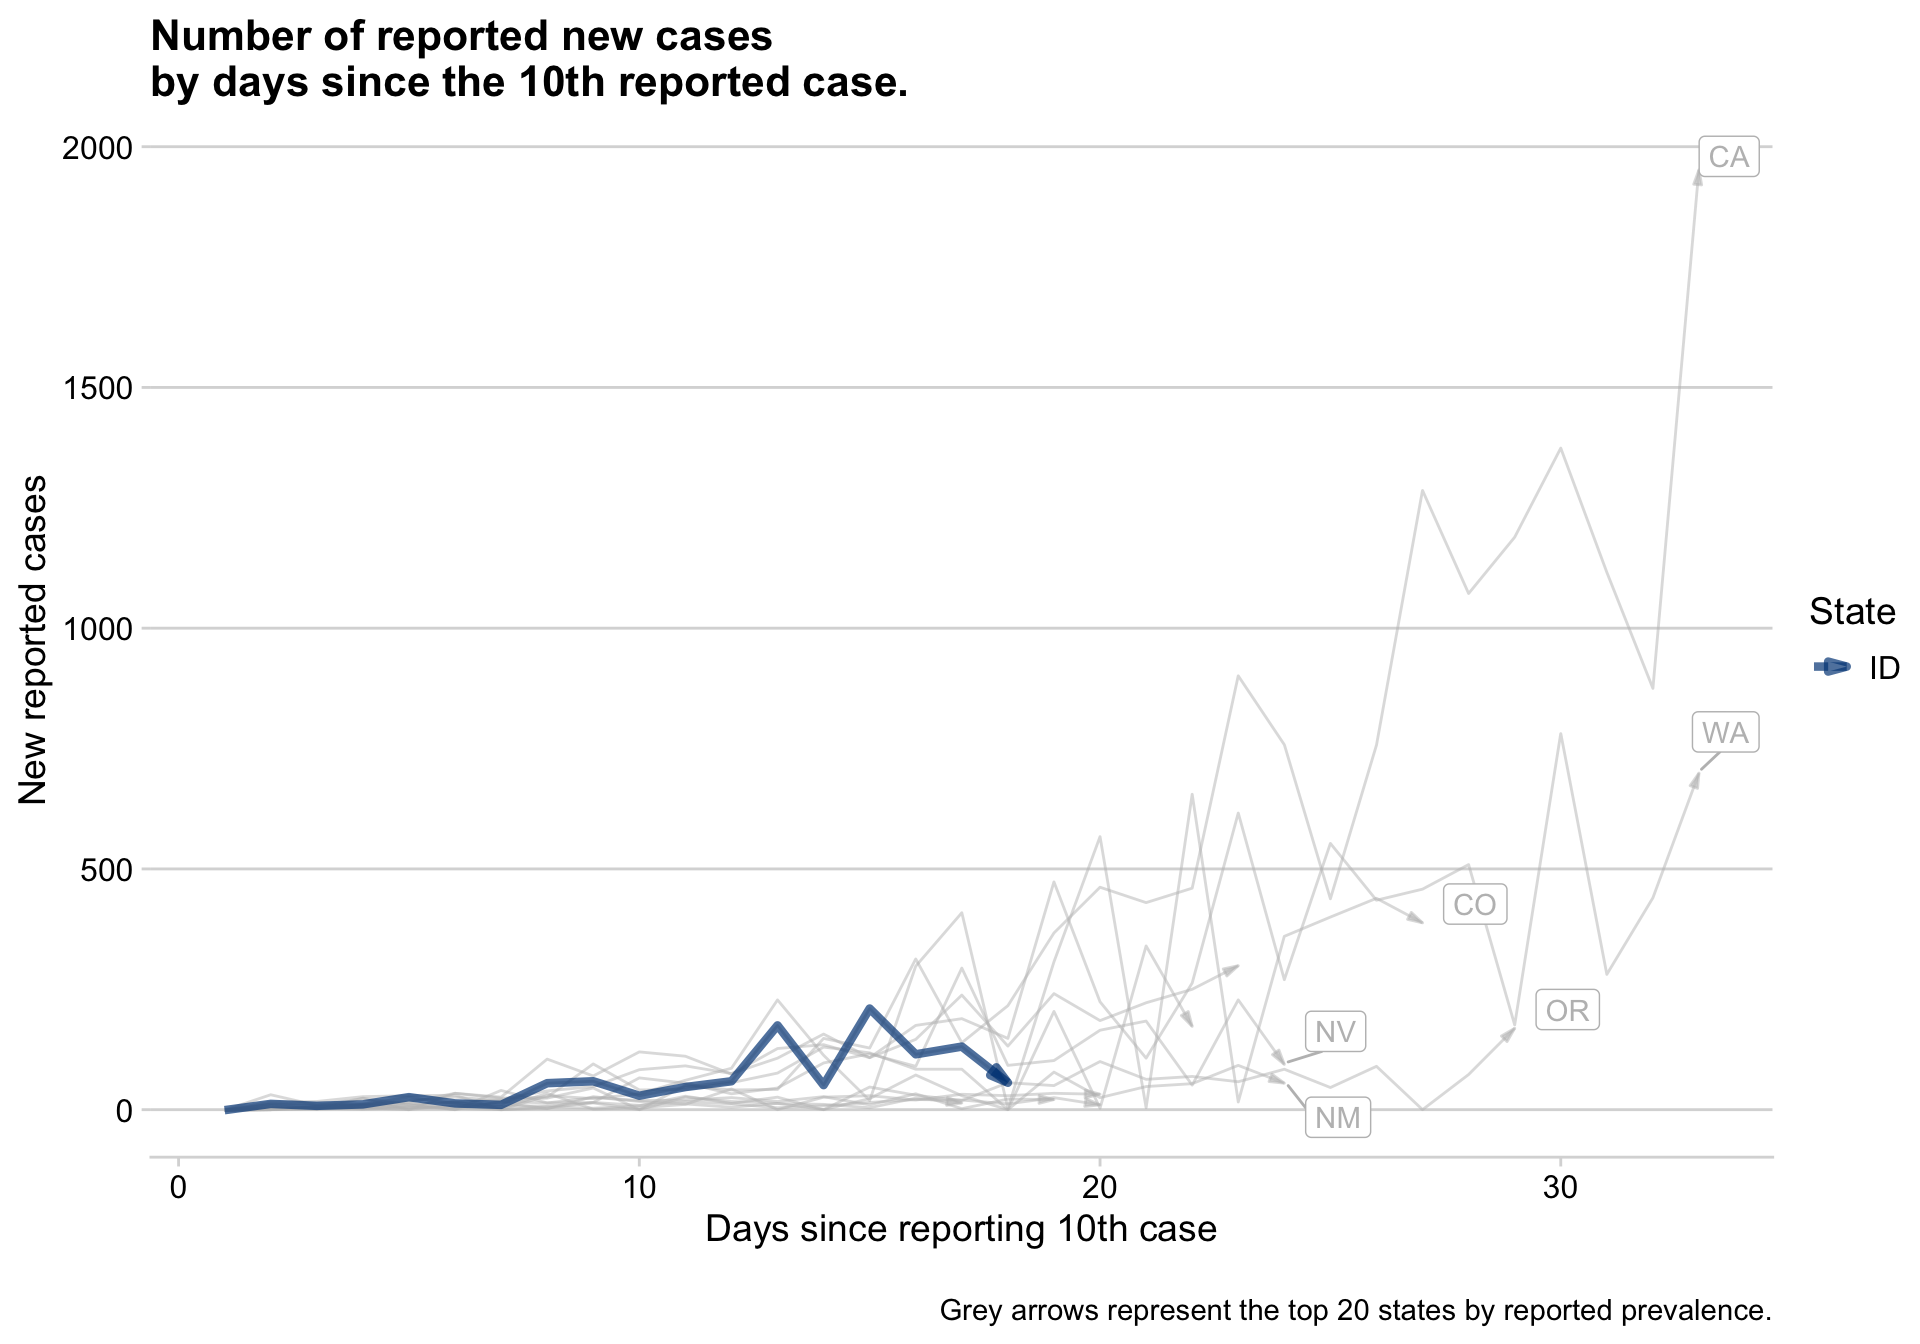 Number of reported new cases
by days since the 10th reported case.
New reported cases
2000
1500
1000
500
0
CA
WA
CO
OR
NV
NM
0 10 20 30
Days since reporting 10th case
State
ID
Grey arrows represent the top 20 states by reported prevalence.